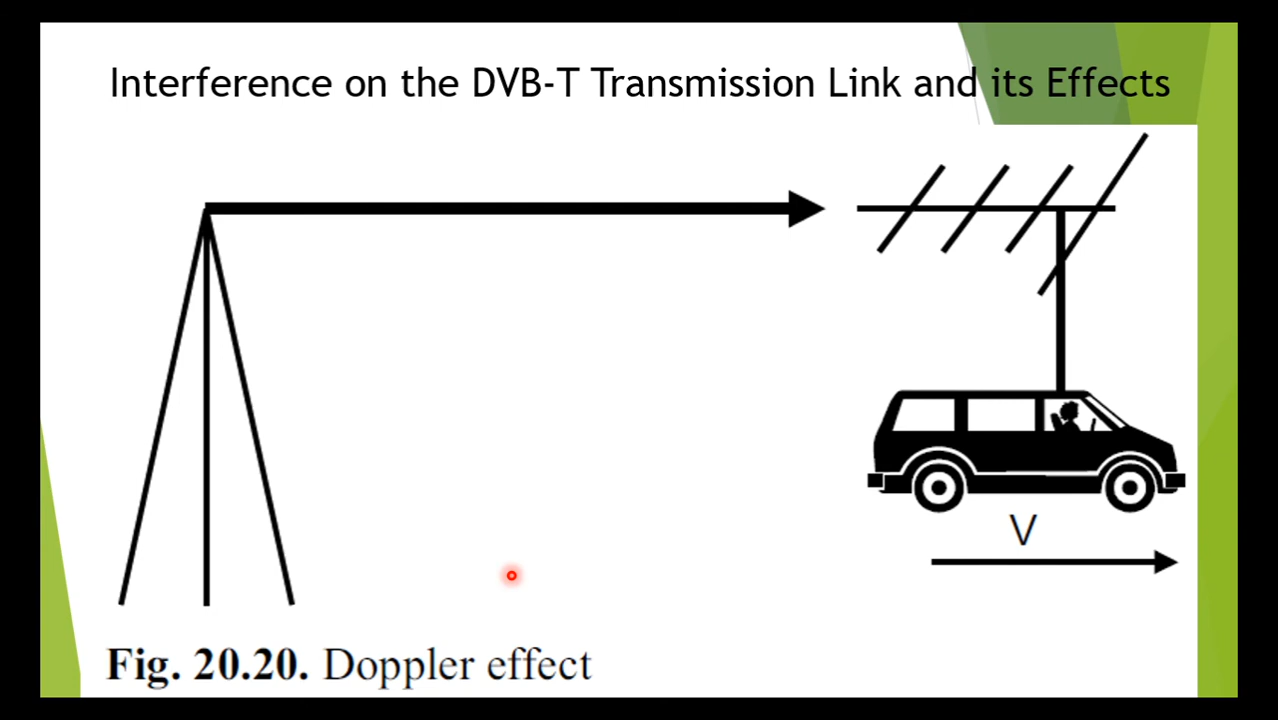 Interference on the DVB-T Transmission Link and its Effects
V
Fig. 20.20. Doppler effect